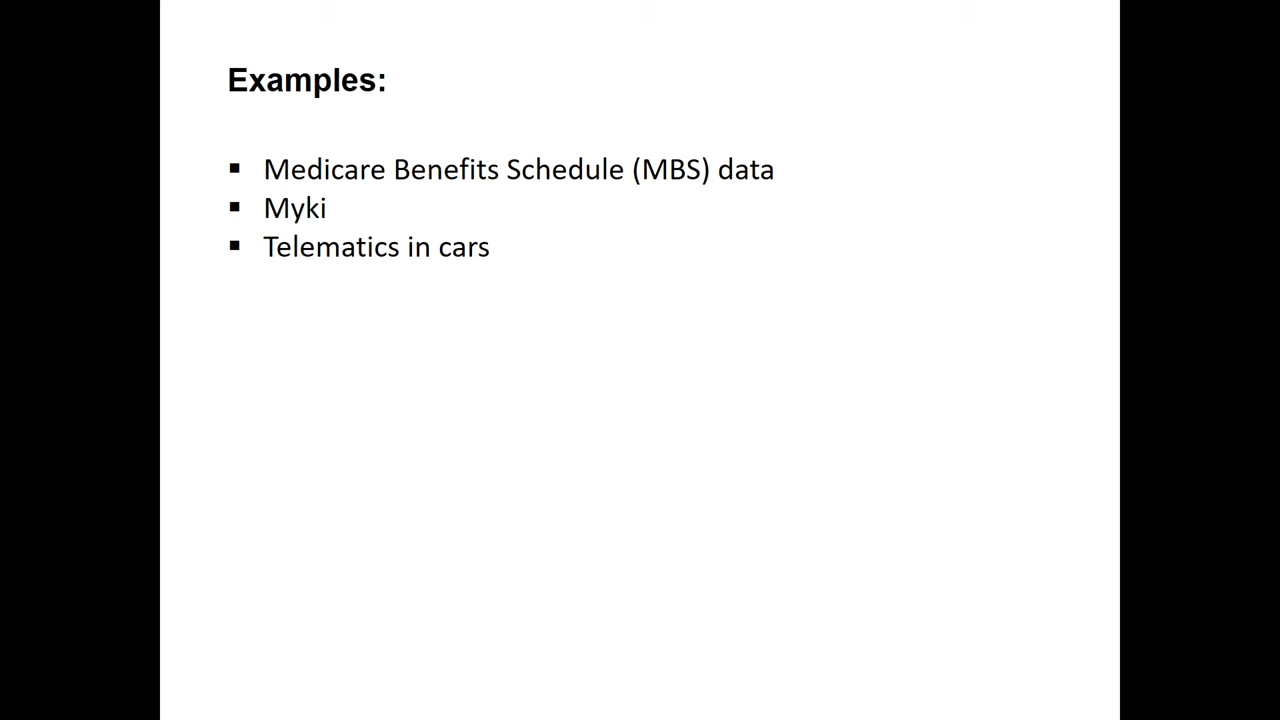 Examples:
▪ Medicare Benefits Schedule (MBS) data
▪ Myki
▪ Telematics in cars